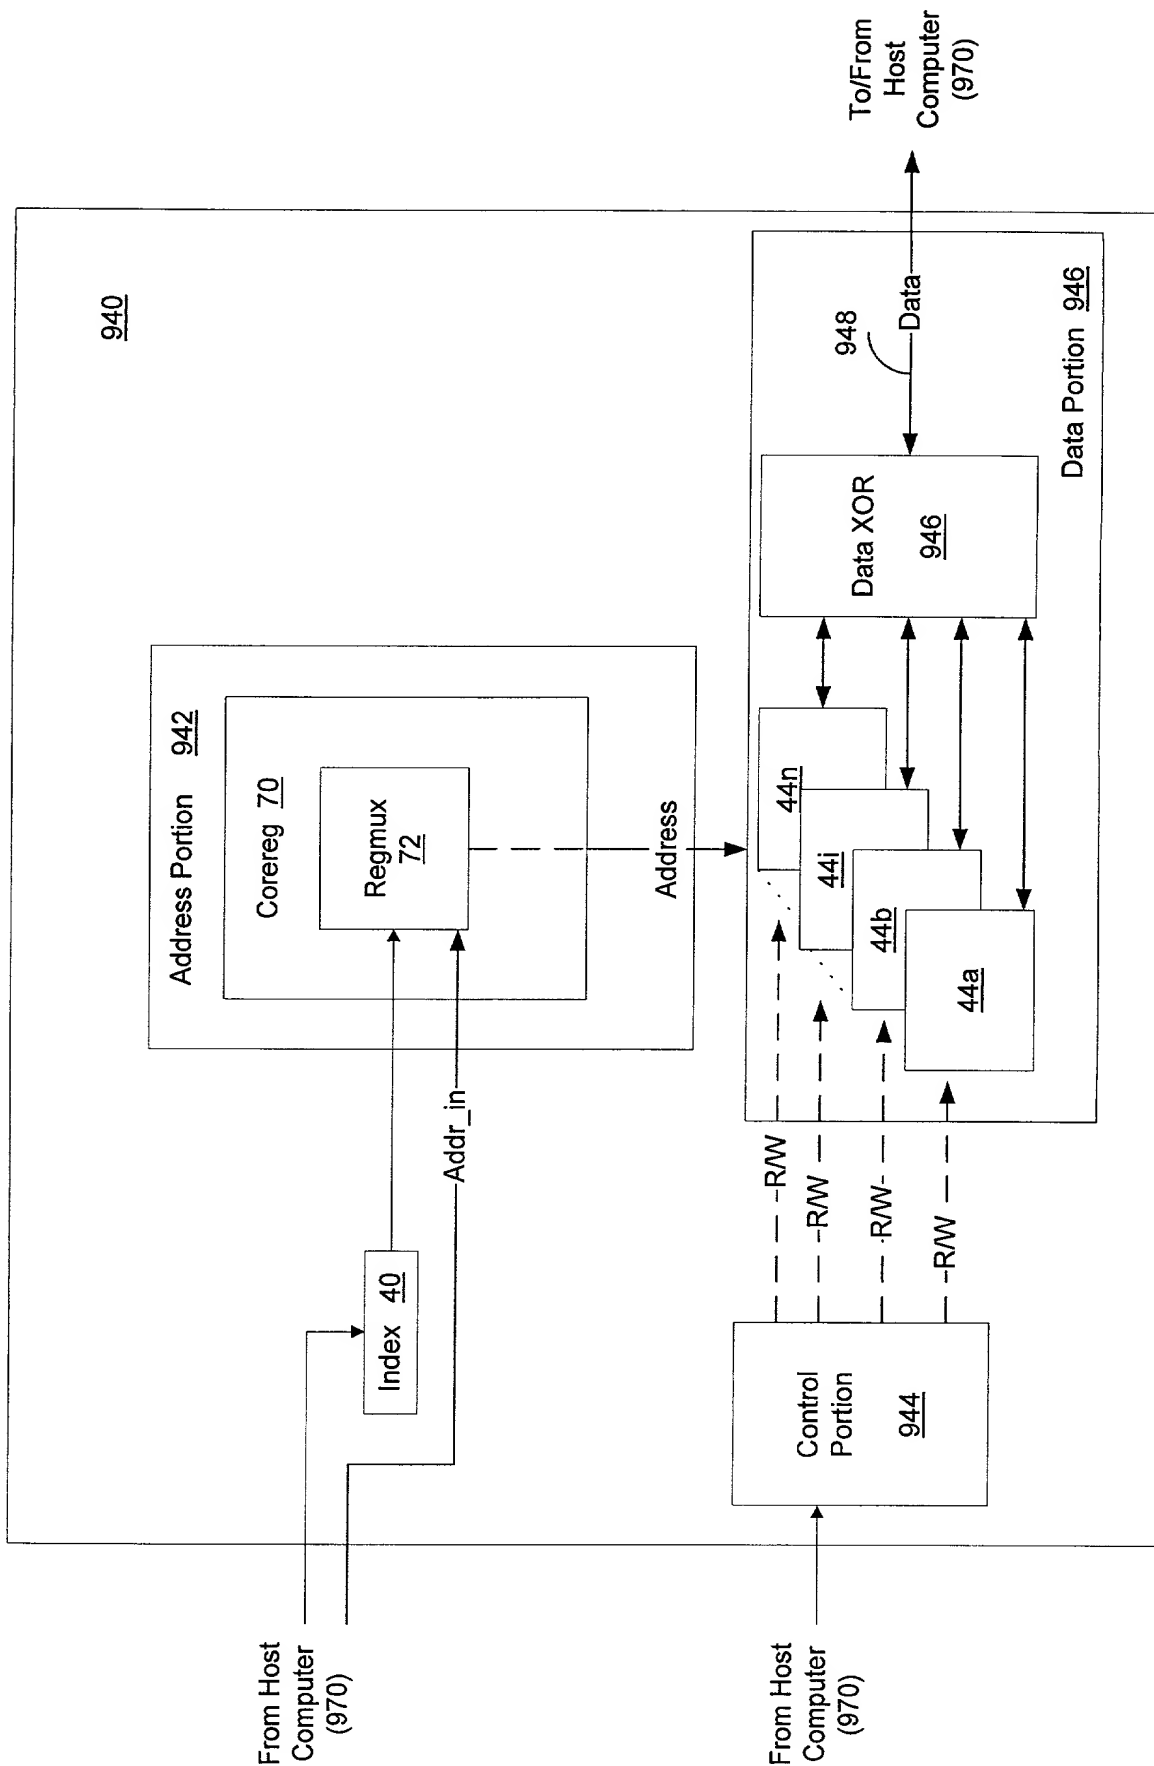 940
Address Portion 942
Corereg 70
Regmux
72
From Host
Computer
(970)
Index 40
Addr_in
Address
From Host
Computer
(970)
Control
Portion
944
R/W
R/W
R/W
R/W
44n
44i
44b
44a
Data XOR
946
948
Data
Data Portion 946
To/From
Host
Computer
(970)